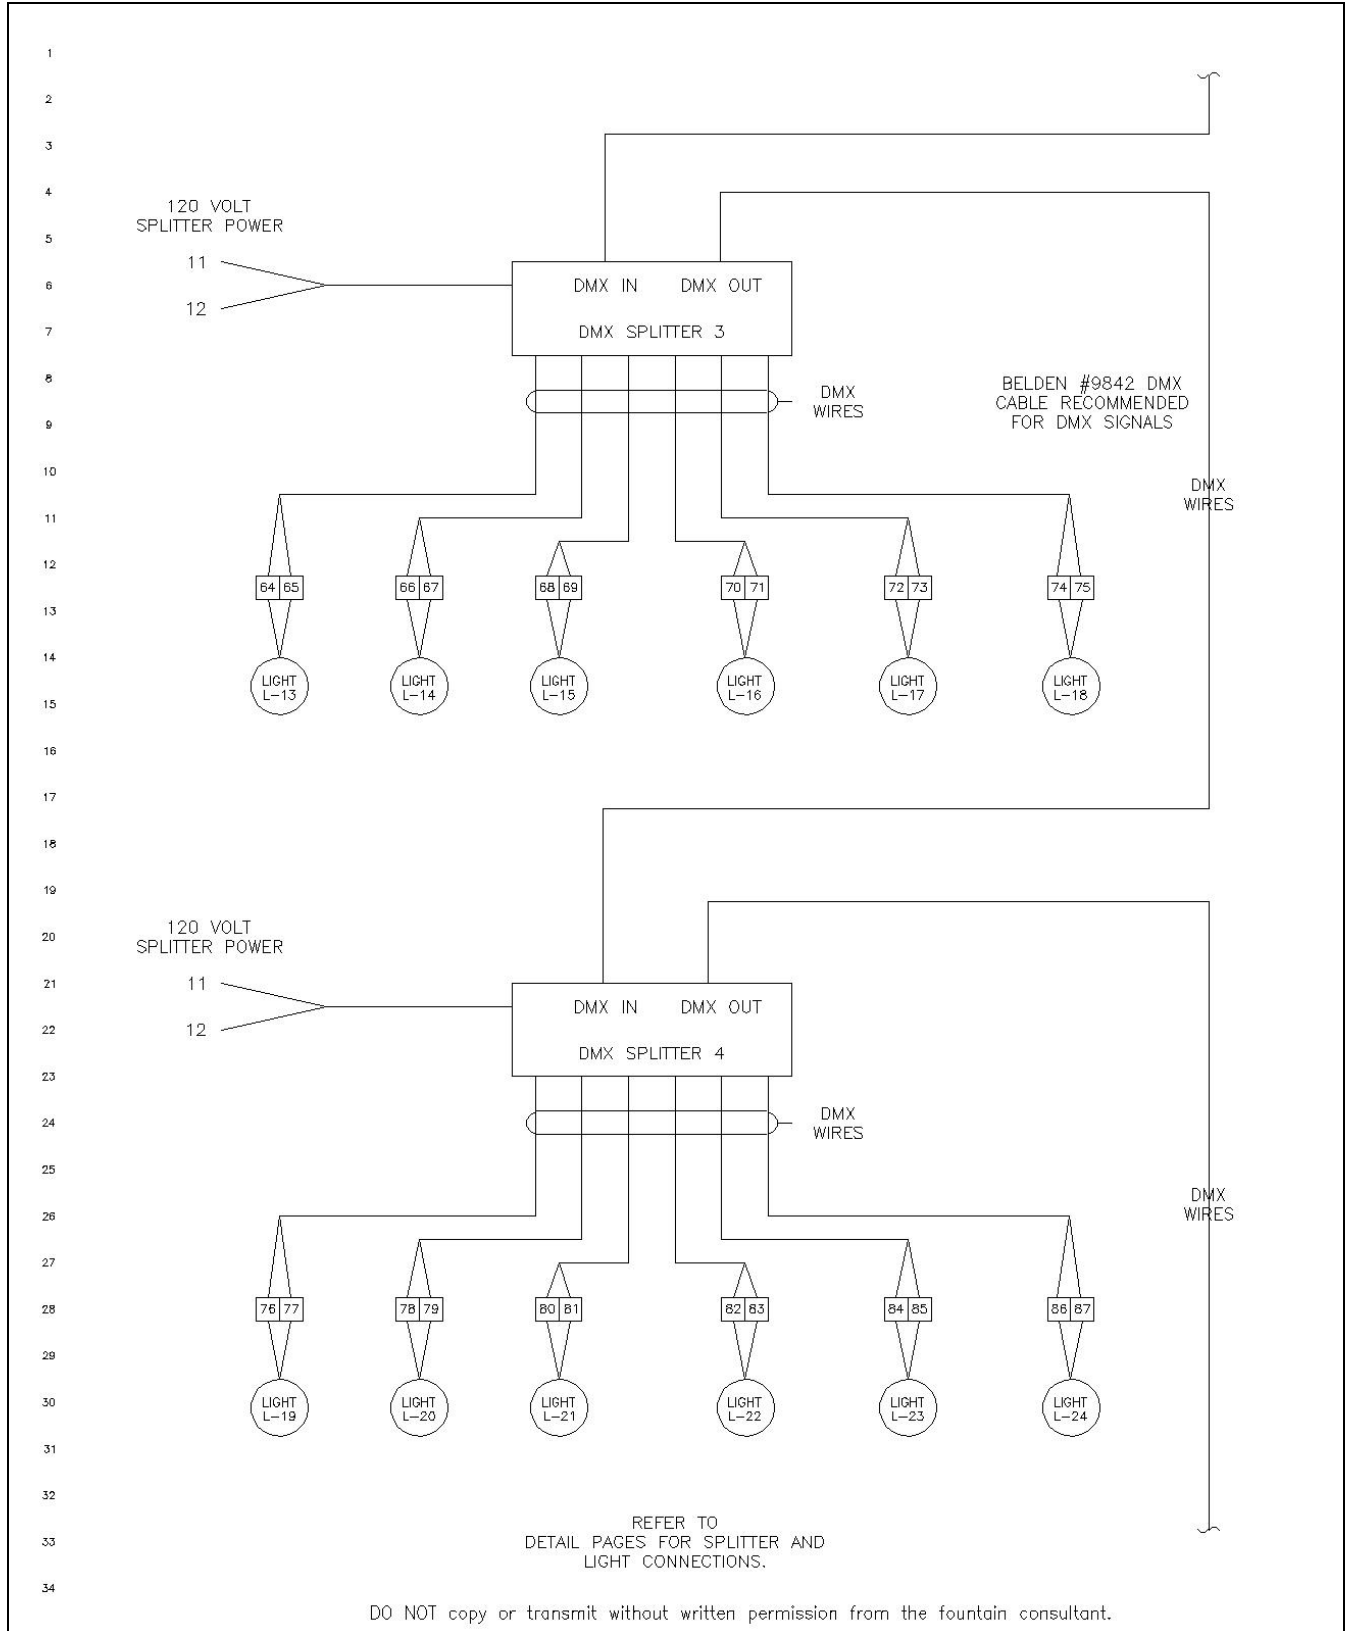 1
2
3
4
120 VOLT
SPLITTER POWER
5
11
6
DMX IN DMX OUT
12
7
DMX SPLITTER 3
8
BELDEN #9842 DMX
CABLE RECOMMENDED
FOR DMX SIGNALS
DMX
WIRES
9
10
DMX
WIRES
11
12
64 65 66 67 68 69 70 71 72 73 74 75
13
14
LIGHT
L-13
LIGHT
L-14
LIGHT
L-15
LIGHT
L-16
LIGHT
L-17
LIGHT
L-18
15
16
17
18
19
20
120 VOLT
SPLITTER POWER
21
11
DMX IN DMX OUT
22
12
DMX SPLITTER 4
23
24
DMX
WIRES
25
26
DMX
WIRES
27
28
76 77 78 79 80 81 82 83 84 85 86 87
29
30
LIGHT
L-19
LIGHT
L-20
LIGHT
L-21
LIGHT
L-22
LIGHT
L-23
LIGHT
L-24
31
32
33
REFER TO
DETAIL PAGES FOR SPLITTER AND
LIGHT CONNECTIONS.
34
DO NOT copy or transmit without written permission from the fountain consultant.